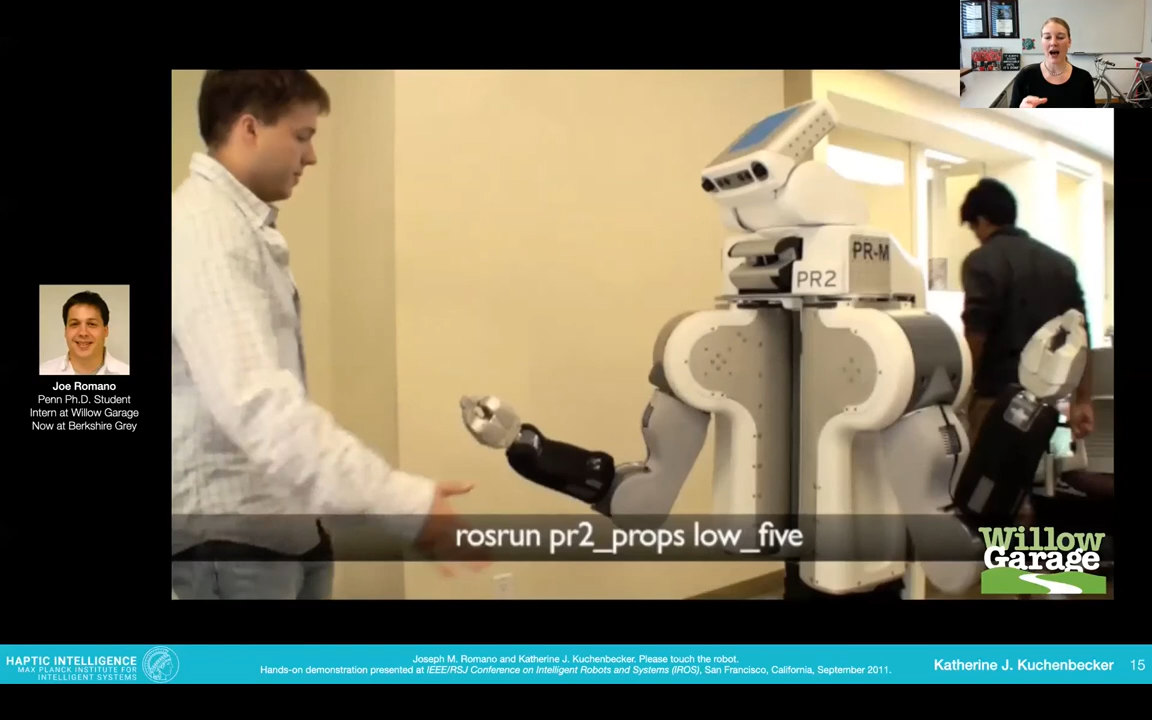 PR-M
PR2
Joe Romano
Penn Ph.D. Student
Intern at Willow Garage
Now at Berkshire Grey
rosrun pr2_props low_five
Willow
Garage
HAPTIC INTELLIGENCE
MAX PLANCK INSTITUTE FOR
INTELLIGENT SYSTEMS
Joseph M. Romano and Katherine J. Kuchenbecker. Please touch the robot.
Hands-on demonstration presented at IEEE/RSJ Conference on Intelligent Robots and Systems (IROS), San Francisco, California, September 2011.
Katherine J. Kuchenbecker 15